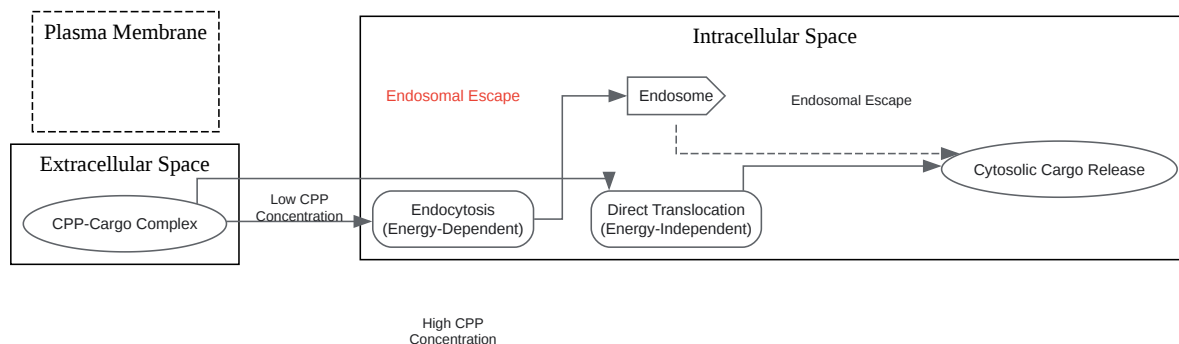 Plasma Membrane
Intracellular Space
Endosomal Escape
Endosome
Endosomal Escape
Extracellular Space
Cytosolic Cargo Release
CPP-Cargo Complex
Low CPP
Concentration
Endocytosis
(Energy-Dependent)
Direct Translocation
(Energy-Independent)
High CPP
Concentration